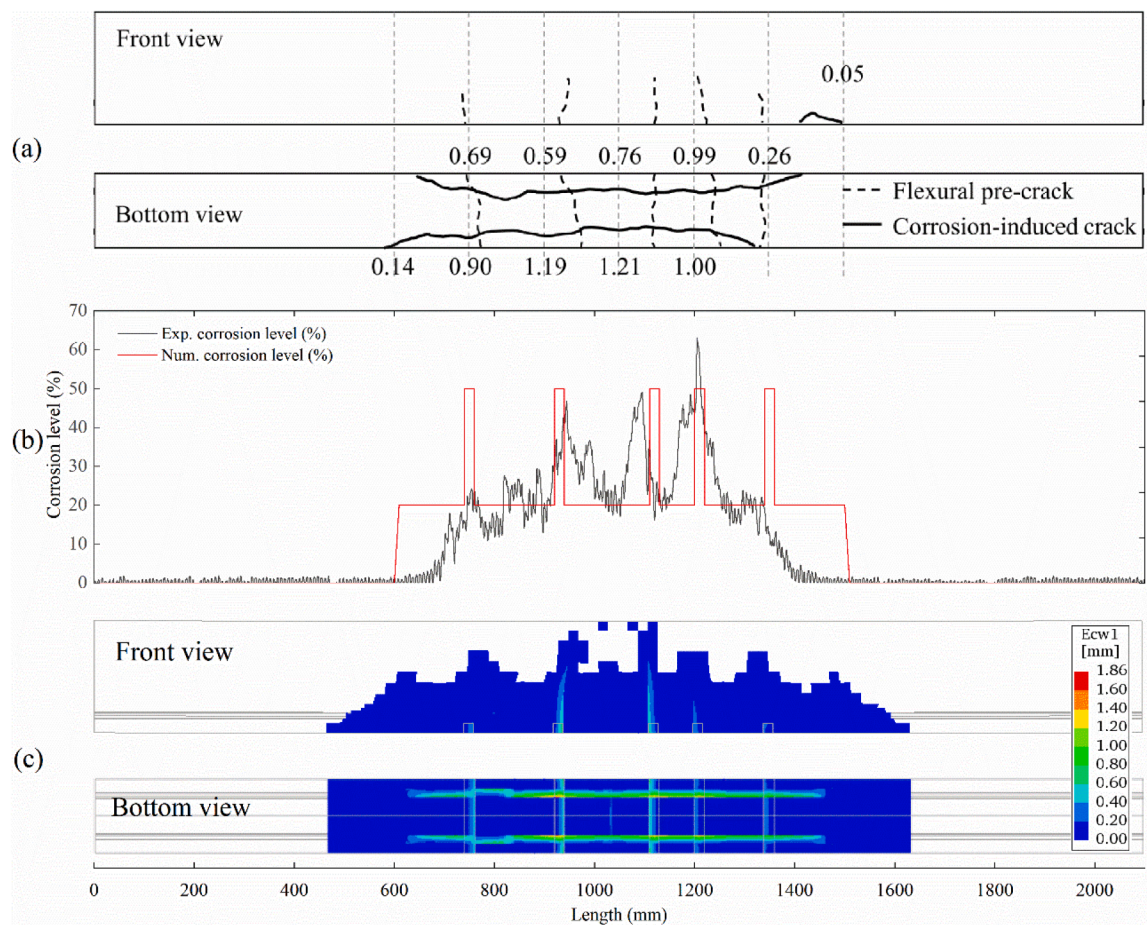 Front view
0.05
(a)
0.69 0.59 0.76 0.99 0.26
Bottom view
Flexural pre-crack
Corrosion-induced crack
0.14 0.90 1.19 1.21 1.00
(b)
Corrosion level (%)
70
60
50
40
30
20
10
0
Exp. corrosion level (%)
Num. corrosion level (%)
(c)
Front view
Bottom view
Ecw1
[mm]
1.86
1.60
1.20
1.00
0.80
0.60
0.40
0.20
0.00
0 200 400 600 800 1000 1200 1400 1600 1800 2000
Length (mm)